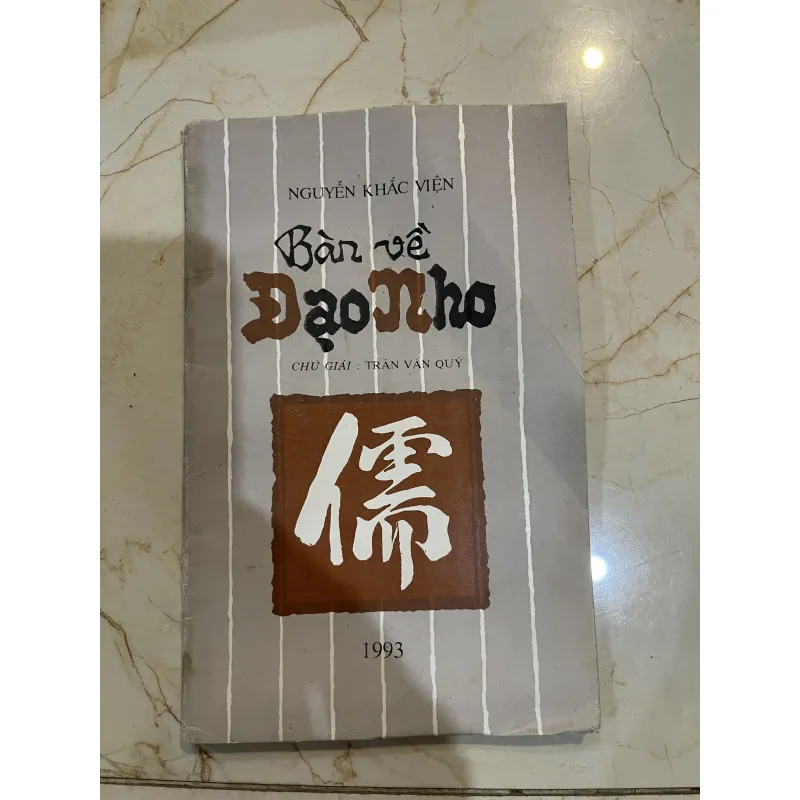 NGUYỄN KHẮC VIỆN
Bàn về
Đạo Nho
CHÚ GIẢI : TRẦN VĂN QUÝ
儒
1993